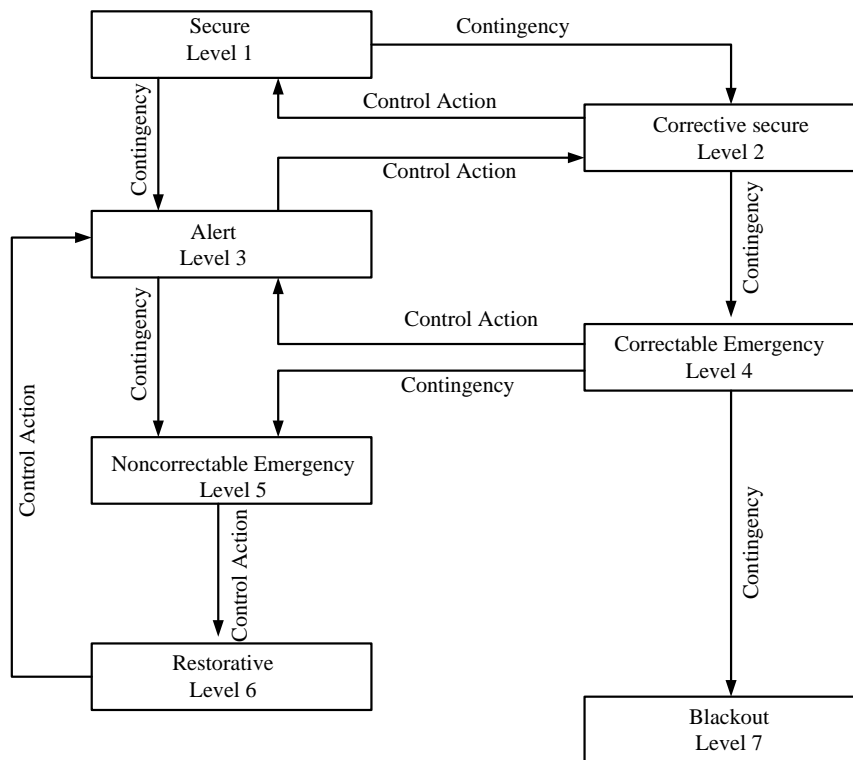 Secure
Level 1
Contingency
Control Action
Corrective secure
Level 2
Contingency
Control Action
Alert
Level 3
Contingency
Control Action
Correctable Emergency
Level 4
Contingency
Contingency
Noncorrectable Emergency
Level 5
Control Action
Control Action
Contingency
Restorative
Level 6
Blackout
Level 7